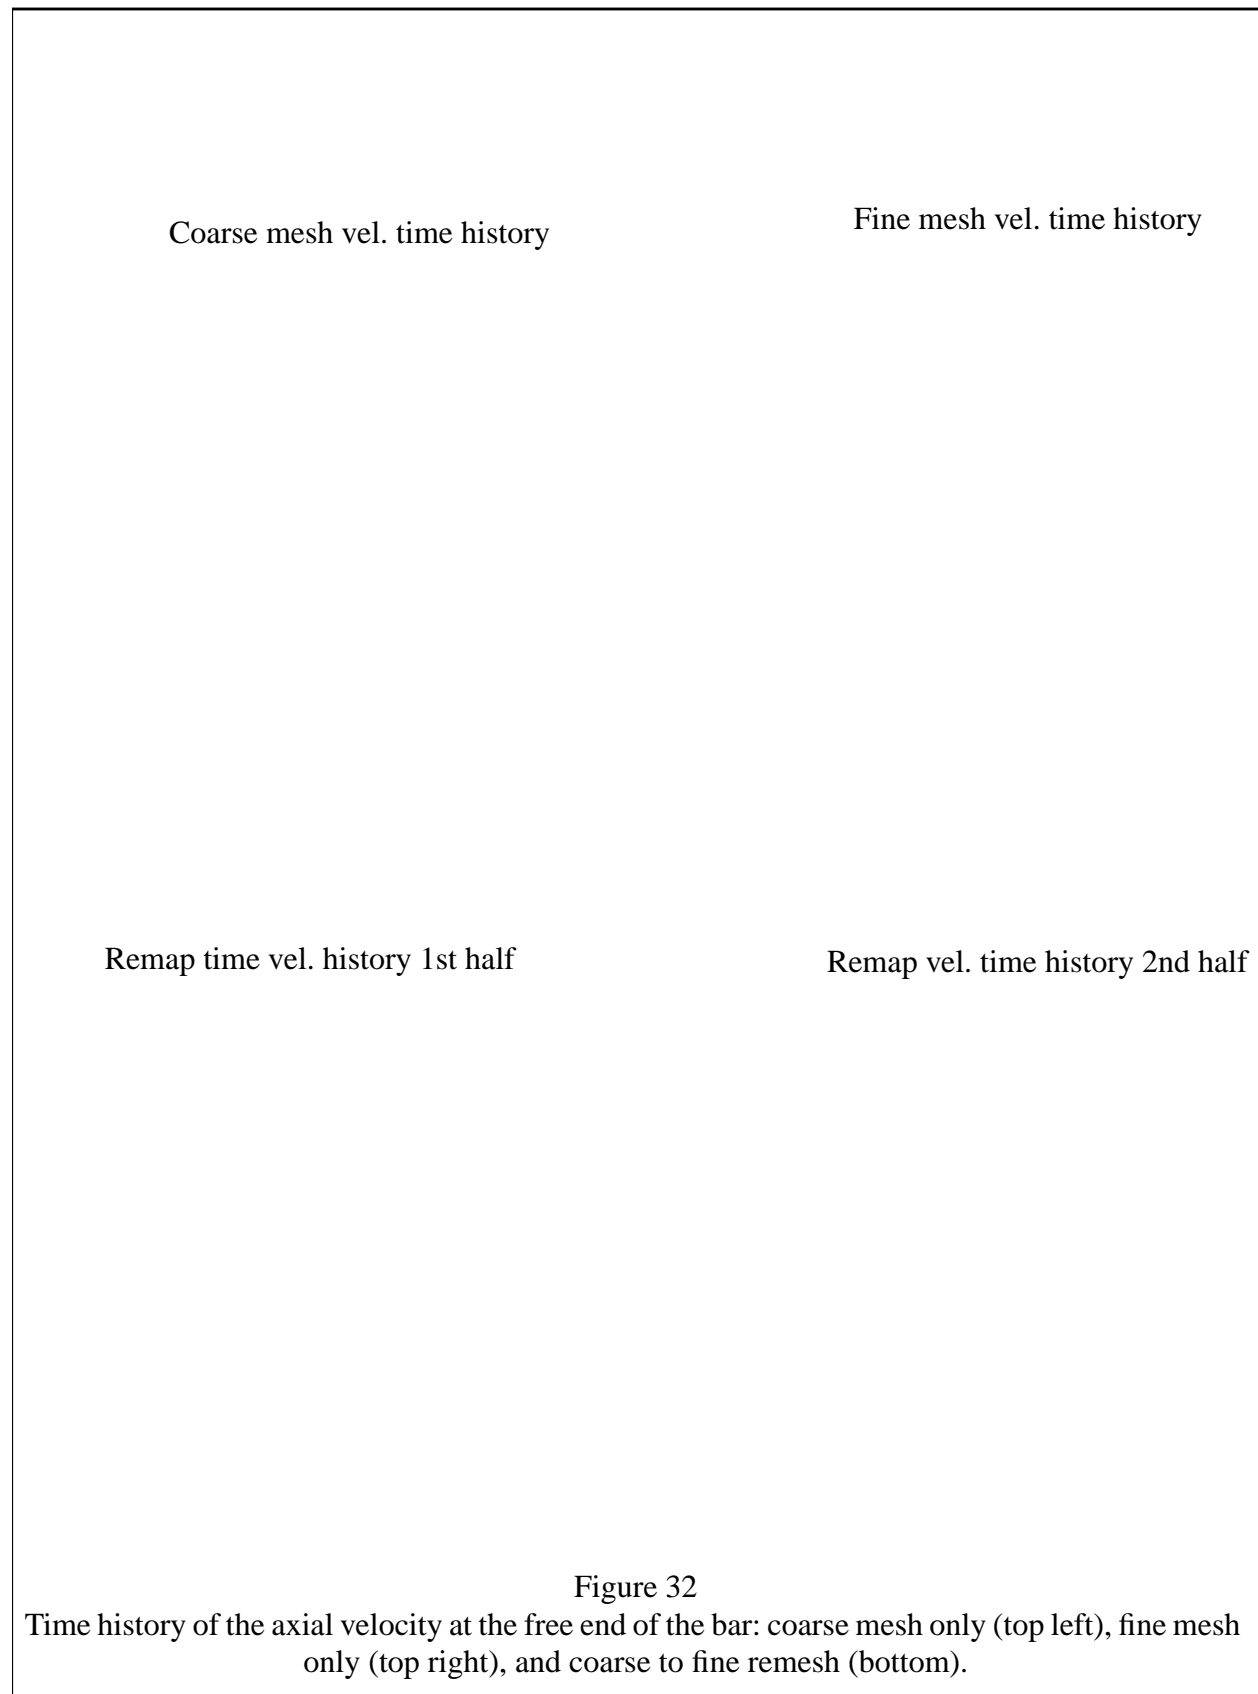 Coarse mesh vel. time history
Fine mesh vel. time history
Remap time vel. history 1st half
Remap vel. time history 2nd half
Figure 32
Time history of the axial velocity at the free end of the bar: coarse mesh only (top left), fine mesh
only (top right), and coarse to fine remesh (bottom).